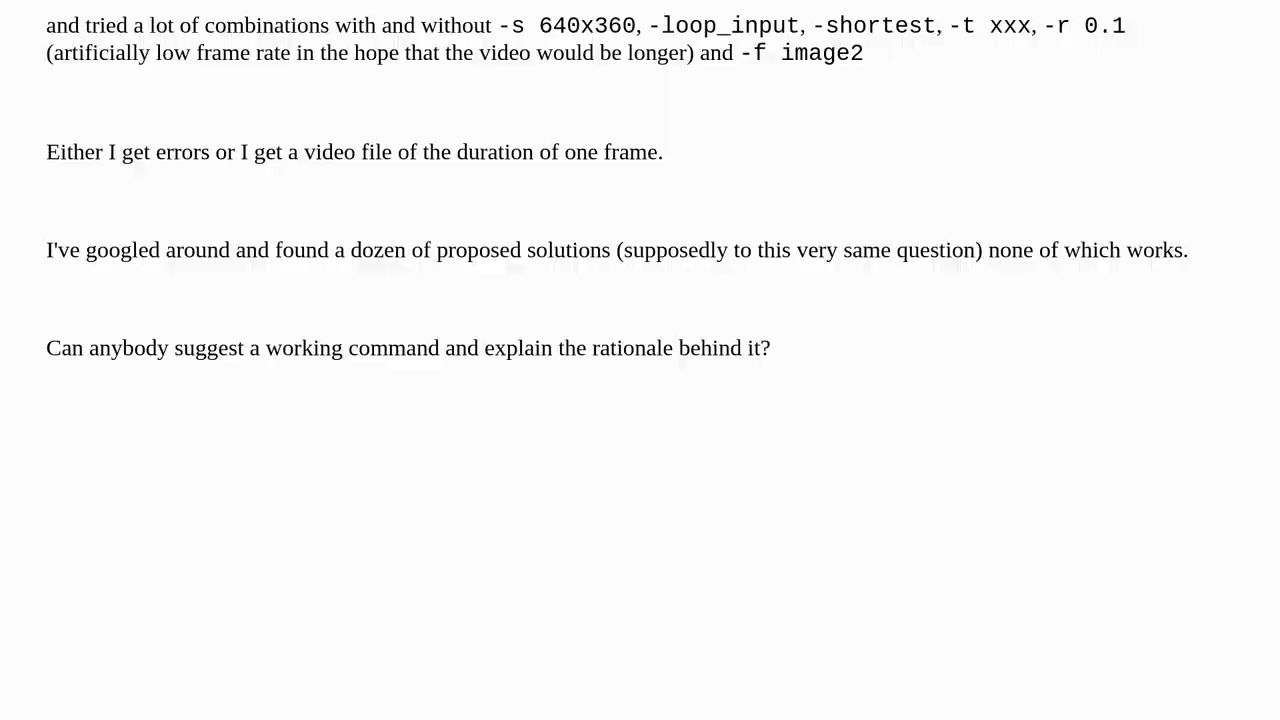 and tried a lot of combinations with and without -s 640x360, -loop_input, -shortest, -t xxx, -r 0.1
(artificially low frame rate in the hope that the video would be longer) and -f image2
Either I get errors or I get a video file of the duration of one frame.
I've googled around and found a dozen of proposed solutions (supposedly to this very same question) none of which works.
Can anybody suggest a working command and explain the rationale behind it?